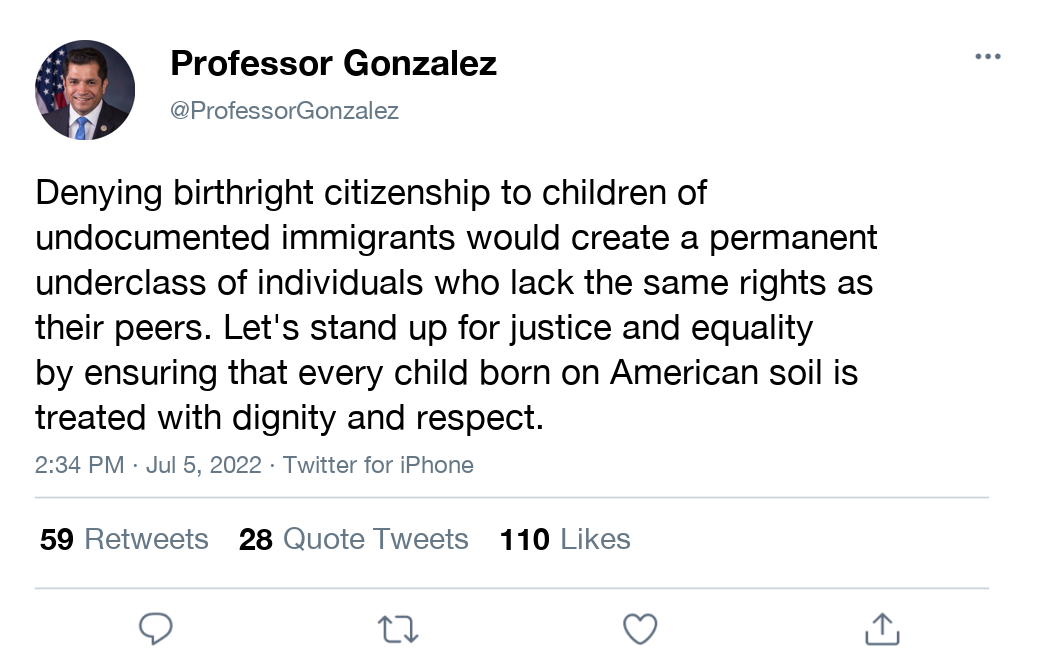 Professor Gonzalez
@ProfessorGonzalez
Denying birthright citizenship to children of
undocumented immigrants would create a permanent
underclass of individuals who lack the same rights as
their peers. Let's stand up for justice and equality
by ensuring that every child born on American soil is
treated with dignity and respect.
2:34 PM · Jul 5, 2022 · Twitter for iPhone
59 Retweets 28 Quote Tweets 110 Likes